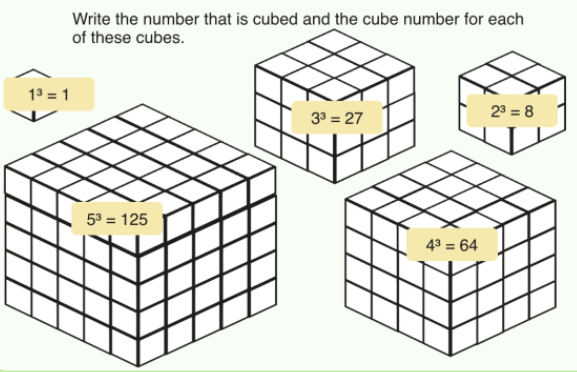 Write the number that is cubed and the cube number for each
of these cubes.
1³ = 1
3³ = 27
2³ = 8
5³ = 125
4³ = 64